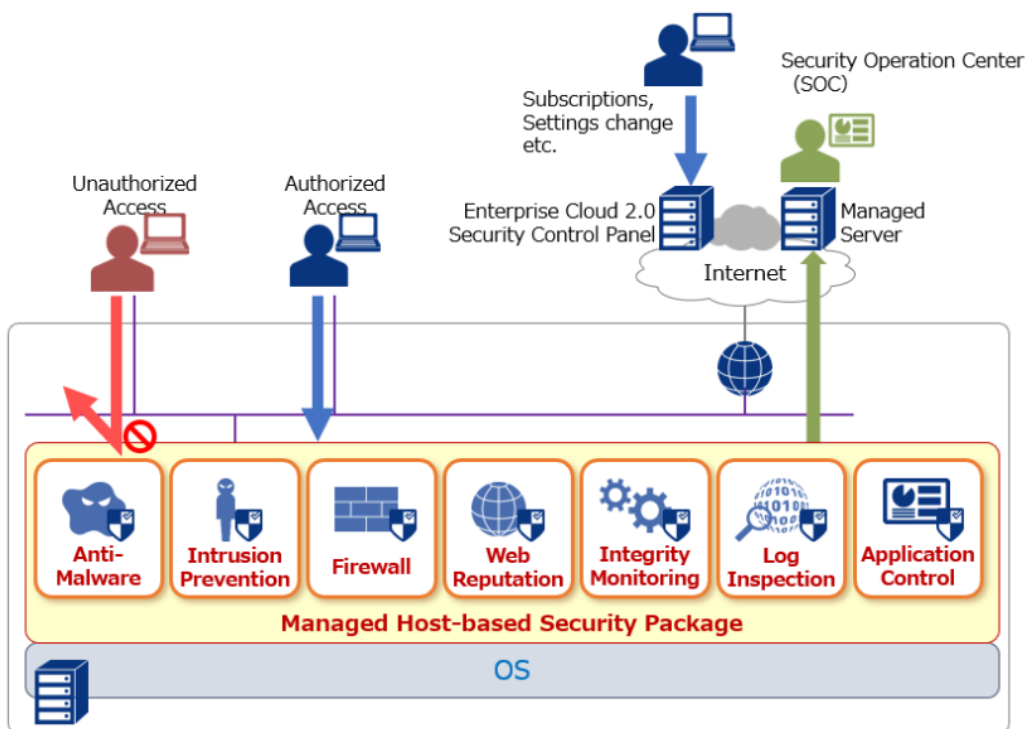 Security Operation Center
(SOC)
Subscriptions,
Settings change
etc.
Unauthorized
Access
Authorized
Access
Enterprise Cloud 2.0
Security Control Panel
Managed
Server
Internet
Anti-
Malware
Intrusion
Prevention
Firewall
Web
Reputation
Integrity
Monitoring
Log
Inspection
Application
Control
Managed Host-based Security Package
OS